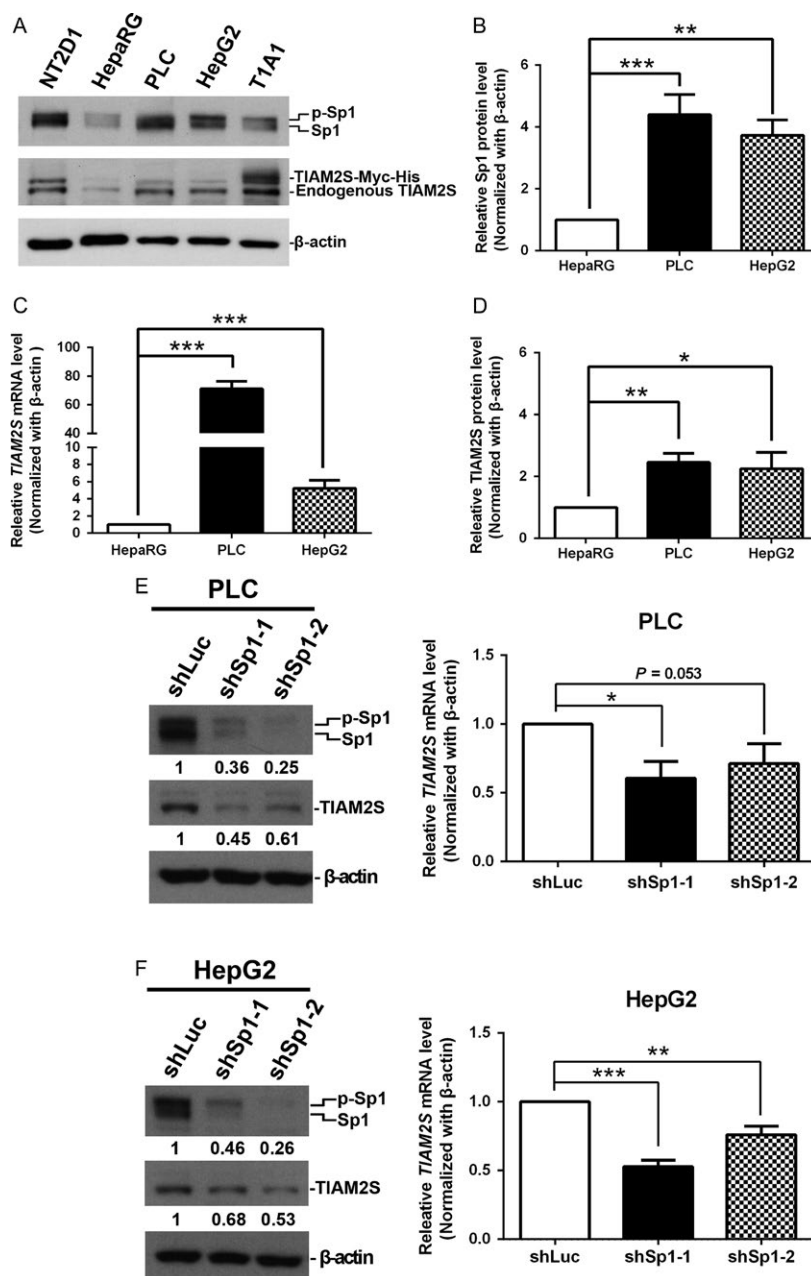 A
NT2D1
HepaRG
PLC
HepG2
T1A1
p-Sp1
Sp1
-TIAM2S-Myc-His
-Endogenous TIAM2S
-β-actin
B
Releative Sp1 protein level
(Normalized with β-actin)
6
4
2
0
***
**
HepaRG
PLC
HepG2
C
Releative TIAM2S mRNA level
(Normalized with β-actin )
100
80
60
40
10
8
6
4
2
0
***
***
HepaRG
PLC
HepG2
D
Releative TIAM2S protein level
(Normalized with β-actin)
6
4
2
0
**
*
HepaRG
PLC
HepG2
E
PLC
shLuc
shSp1-1
shSp1-2
p-Sp1
Sp1
1 0.36 0.25
-TIAM2S
1 0.45 0.61
- β-actin
PLC
Releative TIAM2S mRNA level
(Normalized with β-actin)
1.5
1.0
0.5
0.0
P = 0.053
*
shLuc
shSp1-1
shSp1-2
F
HepG2
shLuc
shSp1-1
shSp1-2
p-Sp1
Sp1
1 0.46 0.26
-TIAM2S
1 0.68 0.53
- β-actin
HepG2
Releative TIAM2S mRNA level
(Normalized with β-actin)
1.5
1.0
0.5
0.0
**
***
shLuc
shSp1-1
shSp1-2